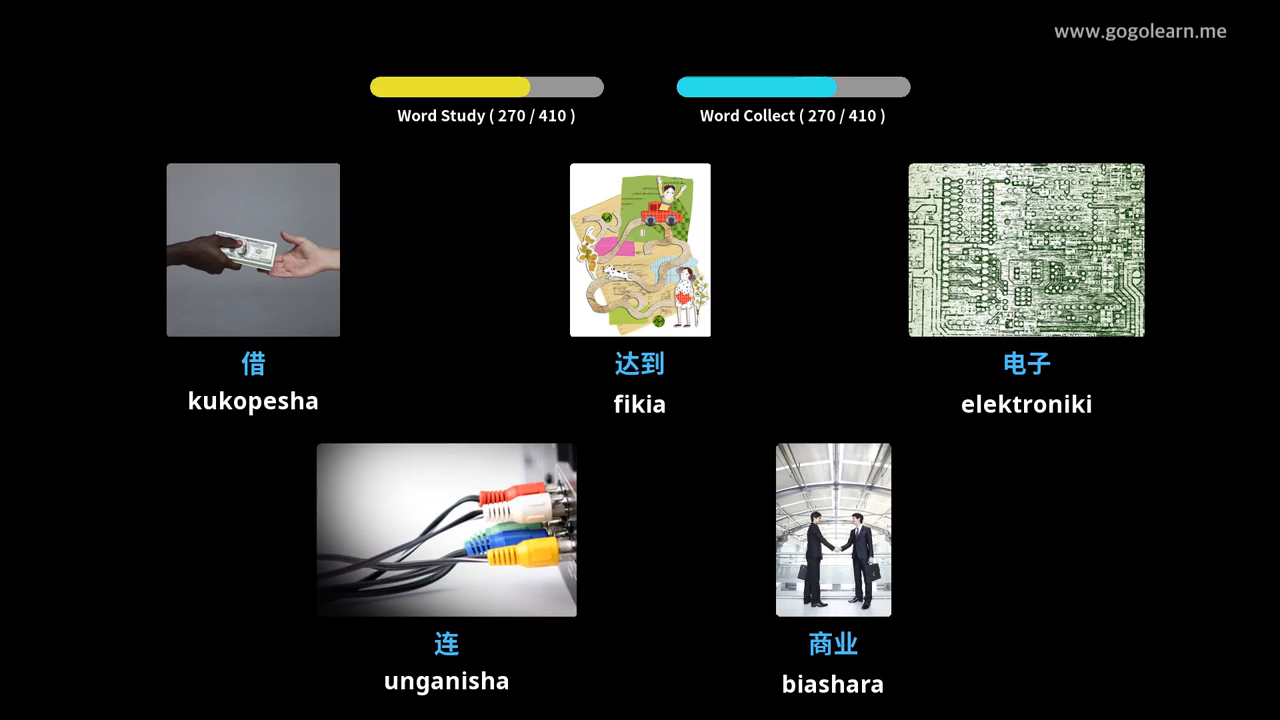 www.gogolearn.me
Word Study ( 270 / 410 )
Word Collect ( 270 / 410 )
借
kukopesha
达到
fikia
电子
elektroniki
连
unganisha
商业
biashara